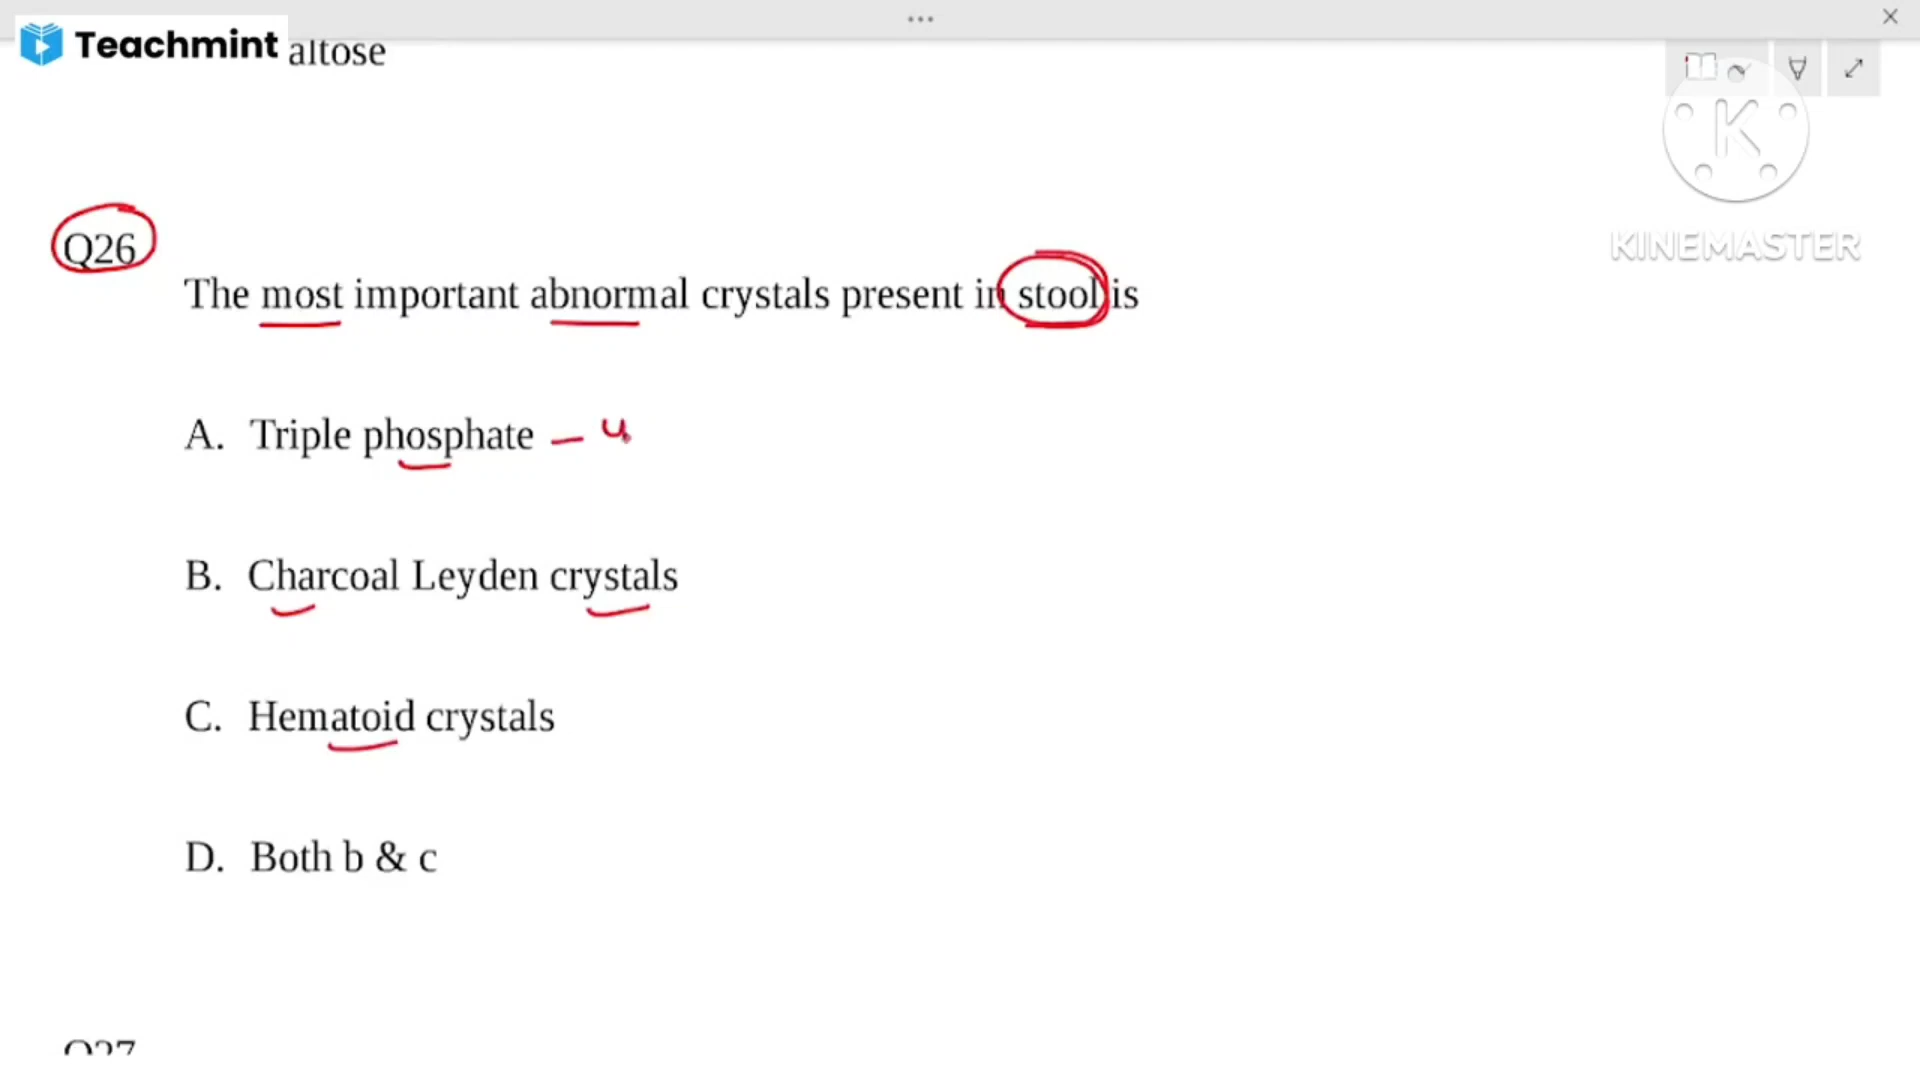 Teachmint altose
KINEMASTER
Q26
The most important abnormal crystals present in stool is
A. Triple phosphate – u
B. Charcoal Leyden crystals
C. Hematoid crystals
D. Both b & c
Q27